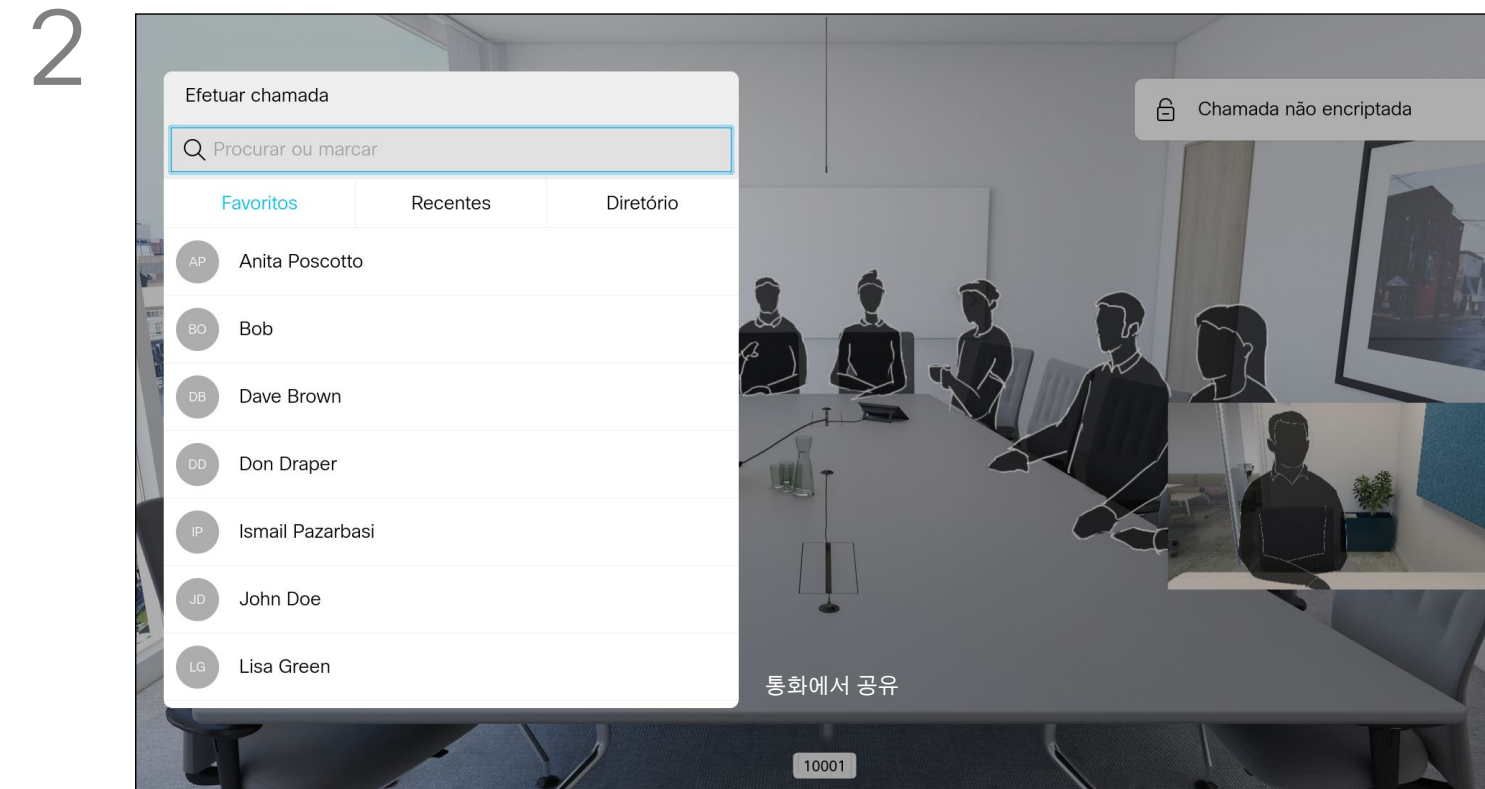 2
Efetuar chamada
Chamada não encriptada
Procurar ou marcar
Favoritos
Recentes
Diretório
AP
Anita Poscotto
BO
Bob
DB
Dave Brown
DD
Don Draper
IP
Ismail Pazarbasi
JD
John Doe
LG
Lisa Green
통화에서 공유
10001